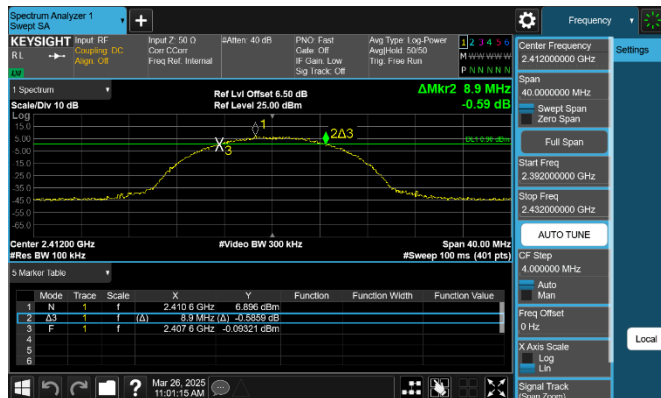 Spectrum Analyzer 1
Swept SA
+
Frequency
KEYSIGHT
RL
Input: RF
Coupling: DC
Align: Off
Input Z: 50 Ω
Corr CCorr
Freq Ref: Internal
#Atten: 40 dB
PNO: Fast
Gate: Off
IF Gain: Low
Sig Track: Off
Avg Type: Log-Power
Avg|Hold: 50/50
Trig: Free Run
1 2 3 4 5 6
M W W W W W
P N N N N N
LXI
1 Spectrum
Scale/Div 10 dB
Ref Lvl Offset 6.50 dB
Ref Level 25.00 dBm
ΔMkr2 8.9 MHz
-0.59 dB
Log
15.0
5.00
-5.00
-15.0
-25.0
-35.0
-45.0
-55.0
-65.0
1
2Δ3
X3
Center 2.41200 GHz
#Res BW 100 kHz
#Video BW 300 kHz
Span 40.00 MHz
#Sweep 100 ms (401 pts)
5 Marker Table
Mode Trace Scale X Y Function Function Width Function Value
1 N 1 f 2.410 6 GHz 6.896 dBm
2 Δ3 1 f (Δ) 8.9 MHz (Δ) -0.5859 dB
3 F 1 f 2.407 6 GHz -0.09321 dBm
4
5
6
?
Mar 26, 2025
11:01:15 AM
Center Frequency
2.412000000 GHz
Span
40.0000000 MHz
Swept Span
Zero Span
Full Span
Start Freq
2.392000000 GHz
Stop Freq
2.432000000 GHz
AUTO TUNE
CF Step
4.000000 MHz
Auto
Man
Freq Offset
0 Hz
X Axis Scale
Log
Lin
Signal Track
(Span Zoom)
Settings
Local